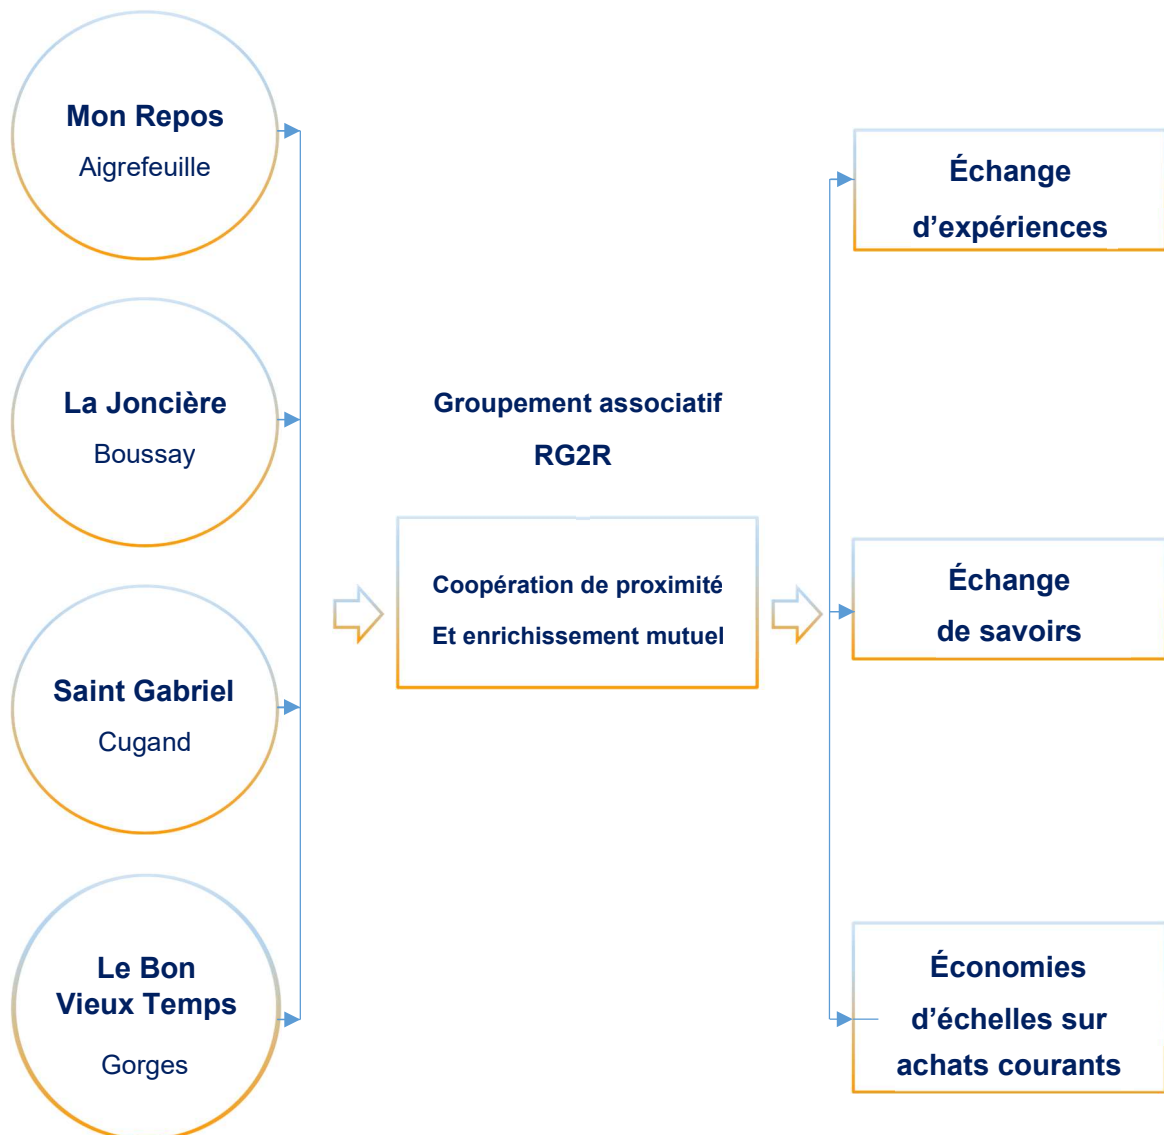 Mon Repos
Aigrefeuille
La Joncière
Boussay
Saint Gabriel
Cugand
Le Bon
Vieux Temps
Gorges
Groupement associatif
RG2R
Coopération de proximité
Et enrichissement mutuel
Échange
d’expériences
Échange
de savoirs
Économies
d’échelles sur
achats courants